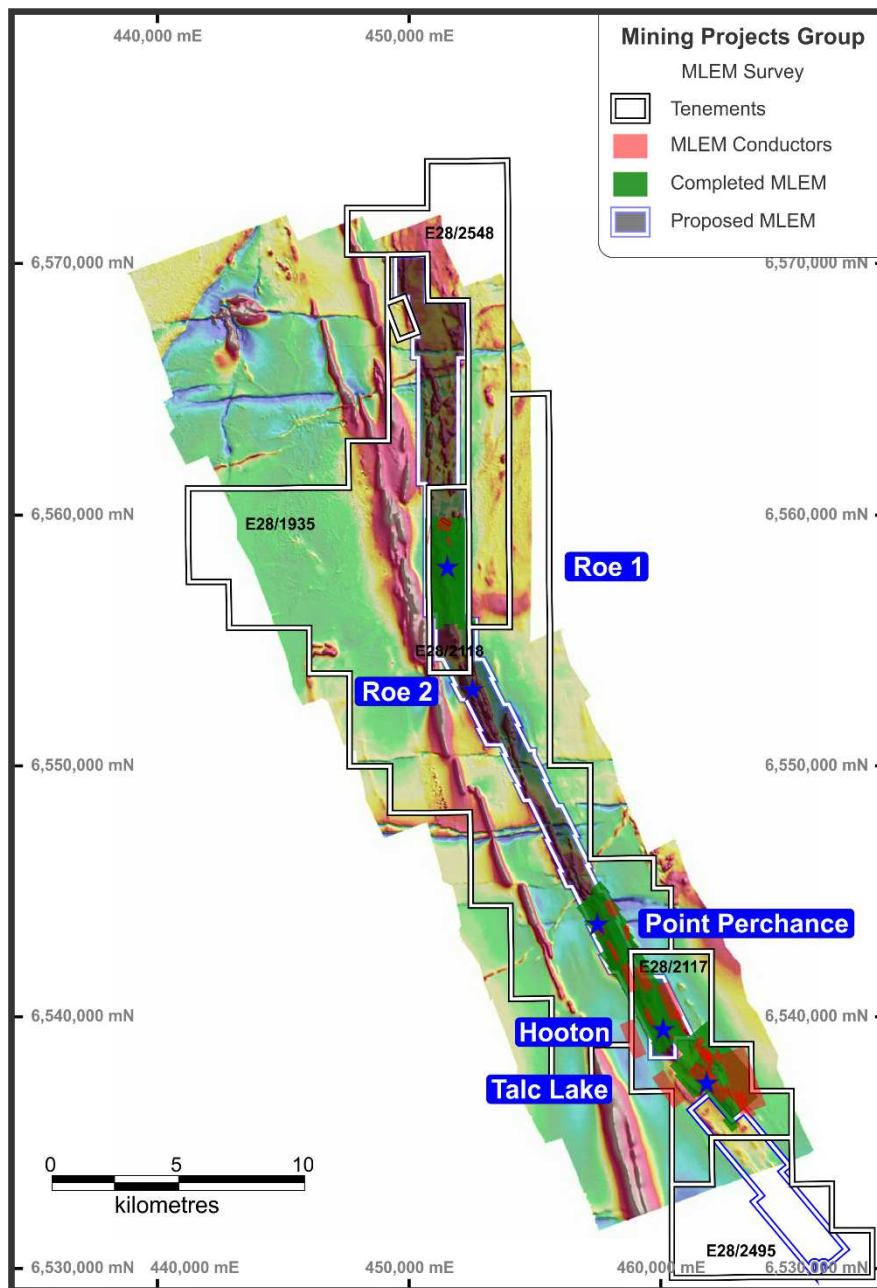 440,000 mE
450,000 mE
Mining Projects Group
MLEM Survey
Tenements
MLEM Conductors
Completed MLEM
Proposed MLEM
E28/2548
6,570,000 mN
6,570,000 mN
6,560,000 mN
E28/1935
6,560,000 mN
Roe 1
E28/2118
Roe 2
6,550,000 mN
6,550,000 mN
Point Perchance
E28/2117
6,540,000 mN
Hooton
6,540,000 mN
Talc Lake
0 5 10
kilometres
E28/2495
6,530,000 mN
440,000 mE
450,000 mE
460,000 mE
6,530,000 mN